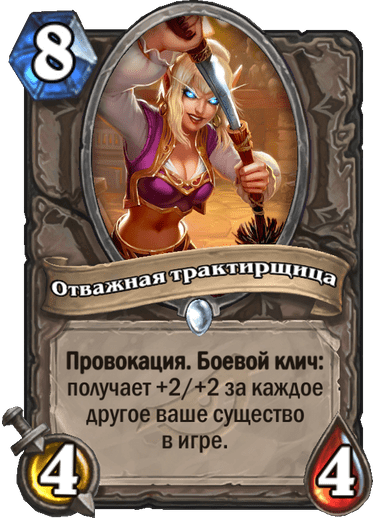 8
Отважная трактирщица
Провокация. Боевой клич:
получает +2/+2 за каждое
другое ваше существо
в игре.
4
4